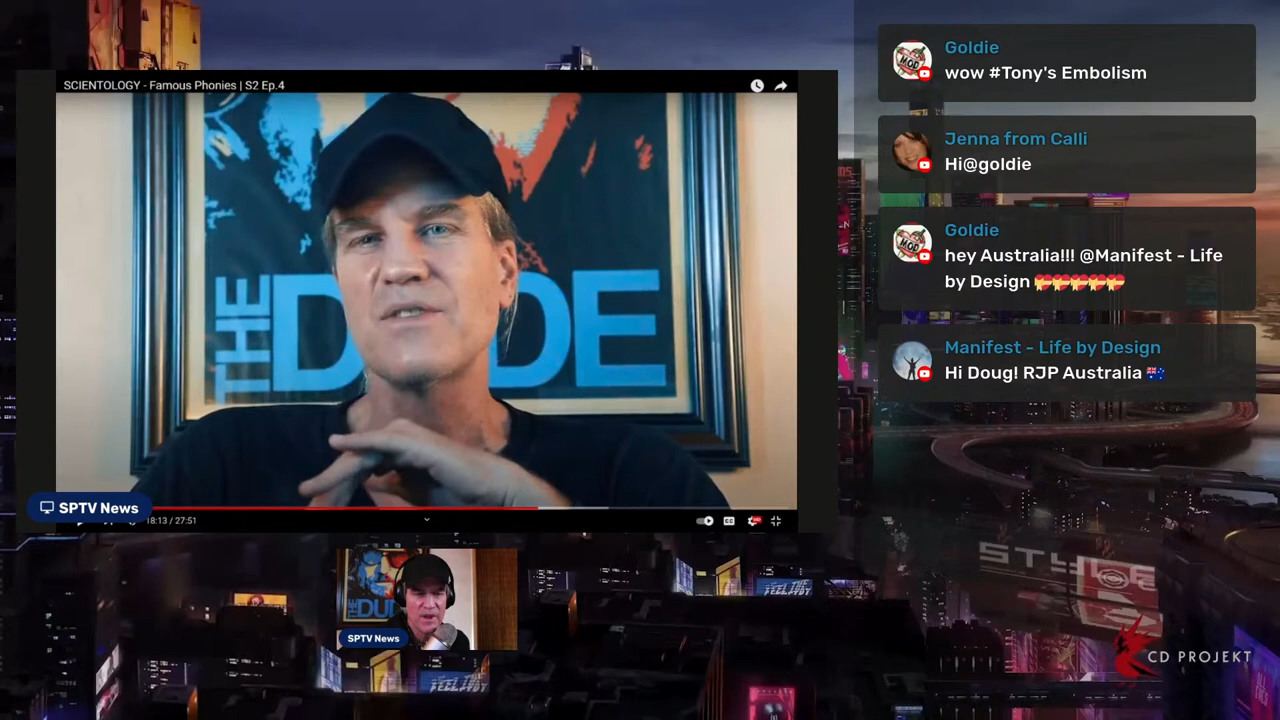 SCIENTOLOGY - Famous Phonies | S2 Ep.4
THE DUDE
SPTV News
18:13 / 27:51
SPTV News
Goldie
wow #Tony's Embolism
Jenna from Calli
Hi@goldie
Goldie
hey Australia!!! @Manifest - Life
by Design
Manifest - Life by Design
Hi Doug! RJP Australia
STYLE
CD PROJEKT